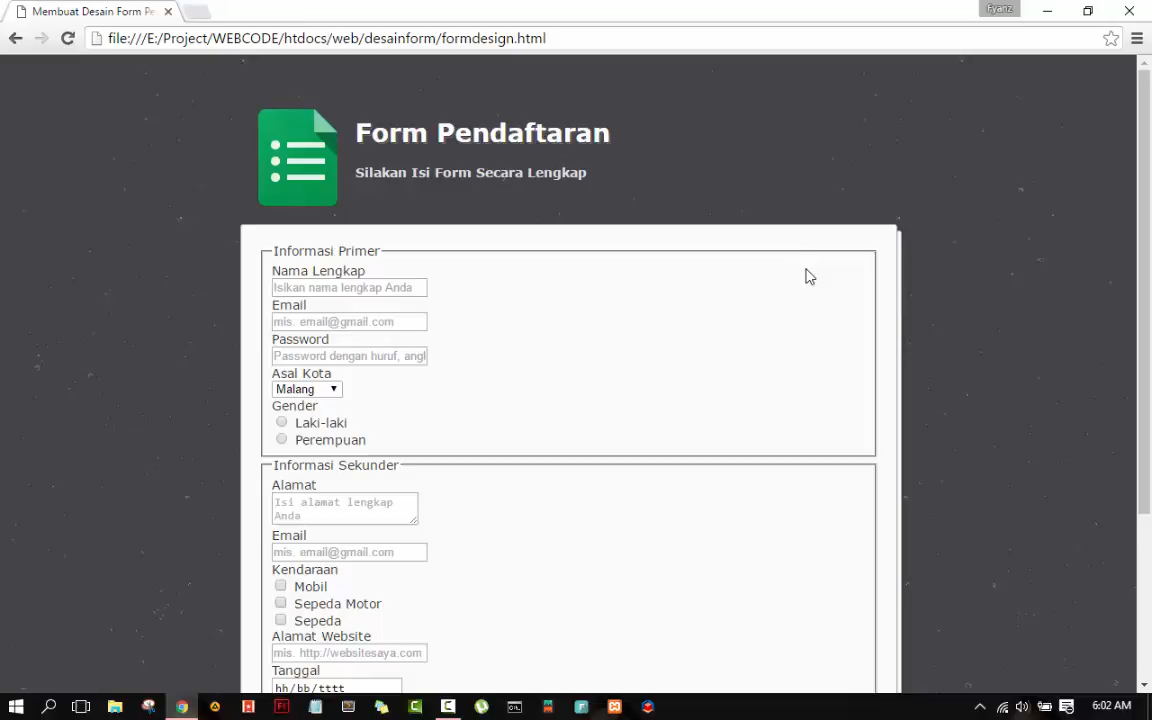 Membuat Desain Form Pe
Fyanz
file:///E:/Project/WEBCODE/htdocs/web/desainform/formdesign.html
Form Pendaftaran
Silakan Isi Form Secara Lengkap
Informasi Primer
Nama Lengkap
Isikan nama lengkap Anda
Email
mis. email@gmail.com
Password
Password dengan huruf, angl
Asal Kota
Malang
Gender
Laki-laki
Perempuan
Informasi Sekunder
Alamat
Isi alamat lengkap
Anda
Email
mis. email@gmail.com
Kendaraan
Mobil
Sepeda Motor
Sepeda
Alamat Website
mis. http://websitesaya.com
Tanggal
hh/bb/tttt
6:02 AM